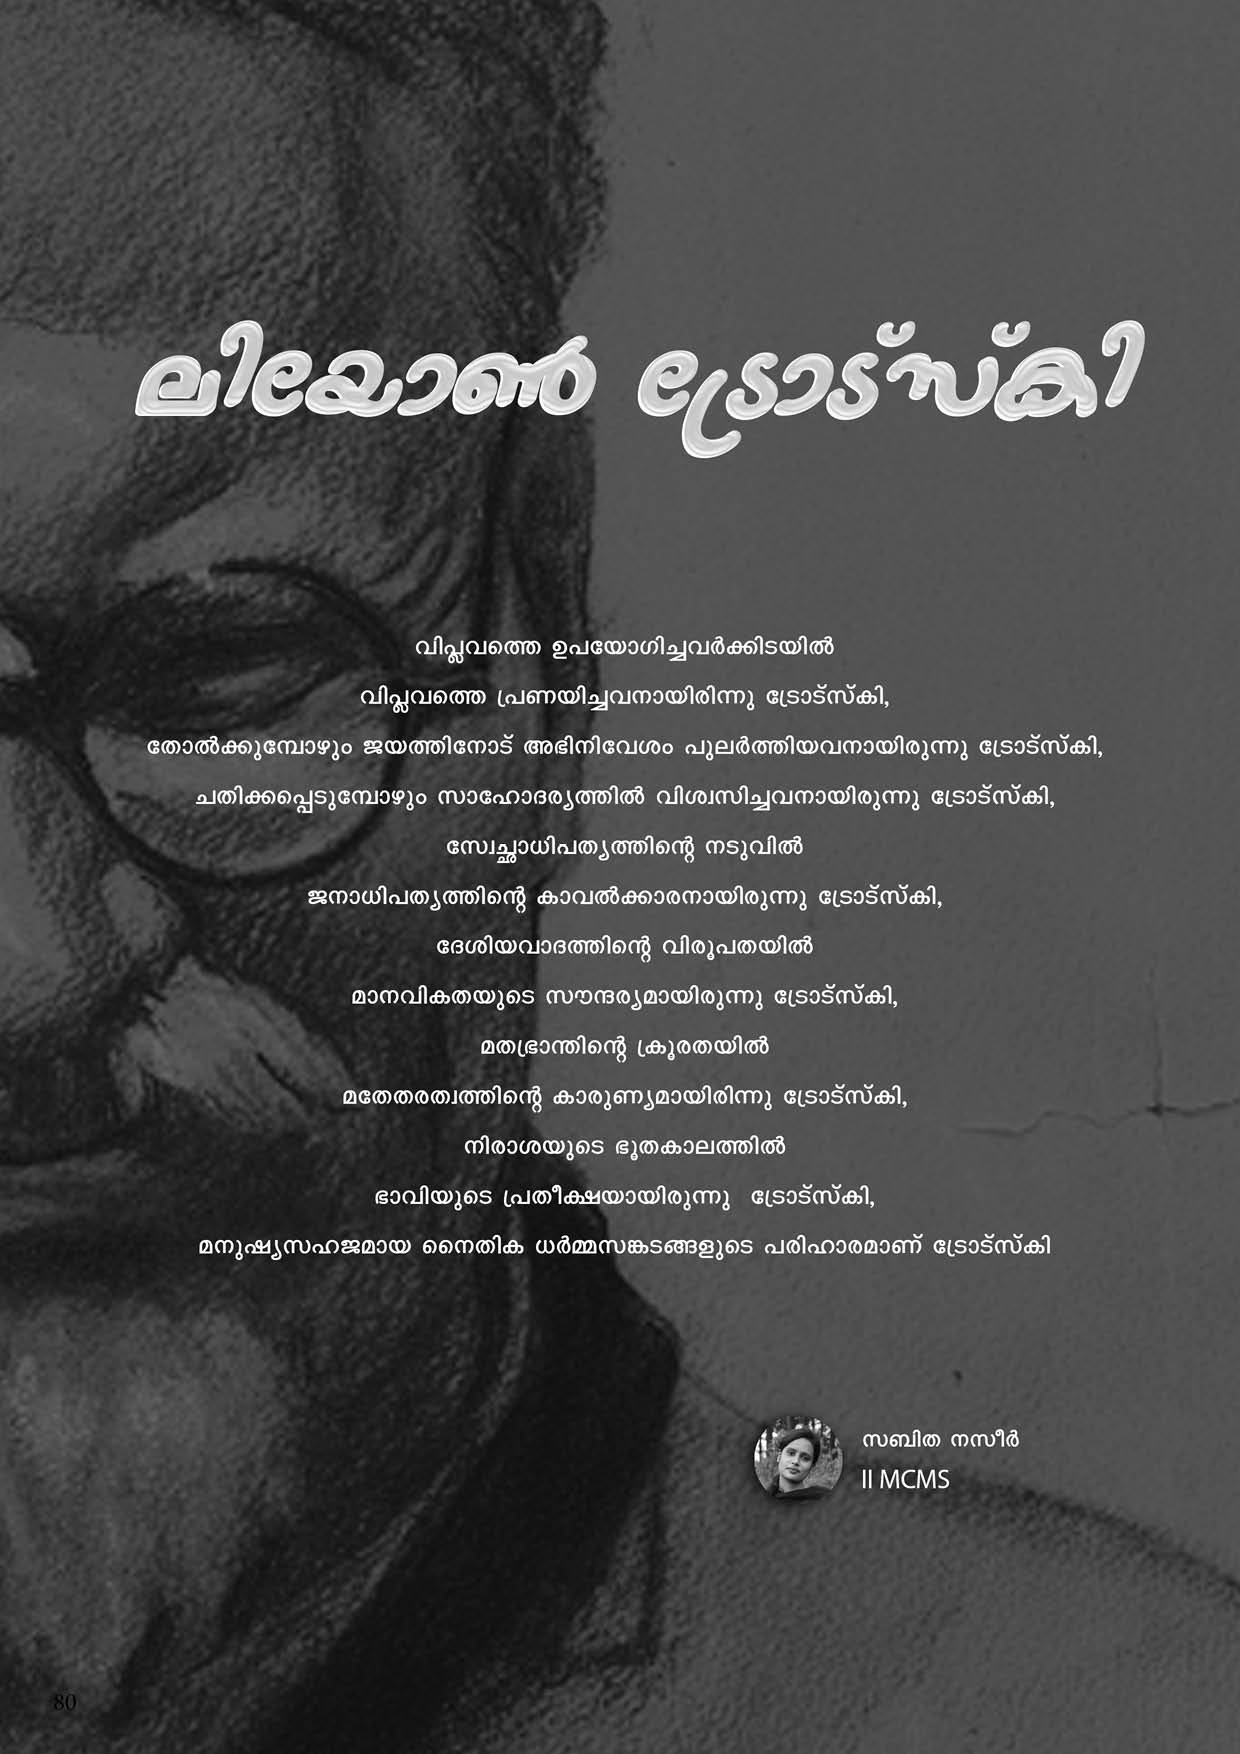 ലിയോൺ ട്രോട്സ്കി
വിപ്ലവത്തെ ഉപയോഗിച്ചവർക്കിടയിൽ
വിപ്ലവത്തെ പ്രണയിച്ചവനായിരിന്നു ട്രോട്സ്കി,
തോൽക്കുമ്പോഴും ജയത്തിനോട് അഭിനിവേശം പുലർത്തിയവനായിരുന്നു ട്രോട്സ്കി,
ചതിക്കപ്പെടുമ്പോഴും സാഹോദര്യത്തിൽ വിശ്വസിച്ചവനായിരുന്നു ട്രോട്സ്കി,
സ്വേച്ഛാധിപത്യത്തിന്റെ നടുവിൽ
ജനാധിപത്യത്തിന്റെ കാവൽക്കാരനായിരുന്നു ട്രോട്സ്കി,
ദേശിയവാദത്തിന്റെ വിരൂപതയിൽ
മാനവികതയുടെ സൗന്ദര്യമായിരുന്നു ട്രോട്സ്കി,
മതഭ്രാന്തിന്റെ ക്രൂരതയിൽ
മതേതരത്വത്തിന്റെ കാരുണ്യമായിരിന്നു ട്രോട്സ്കി,
നിരാശയുടെ ഭൂതകാലത്തിൽ
ഭാവിയുടെ പ്രതീക്ഷയായിരുന്നു ട്രോട്സ്കി,
മനുഷ്യസഹജമായ നൈതിക ധർമ്മസങ്കടങ്ങളുടെ പരിഹാരമാണ് ട്രോട്സ്കി
സബിത നസീർ
II MCMS
80